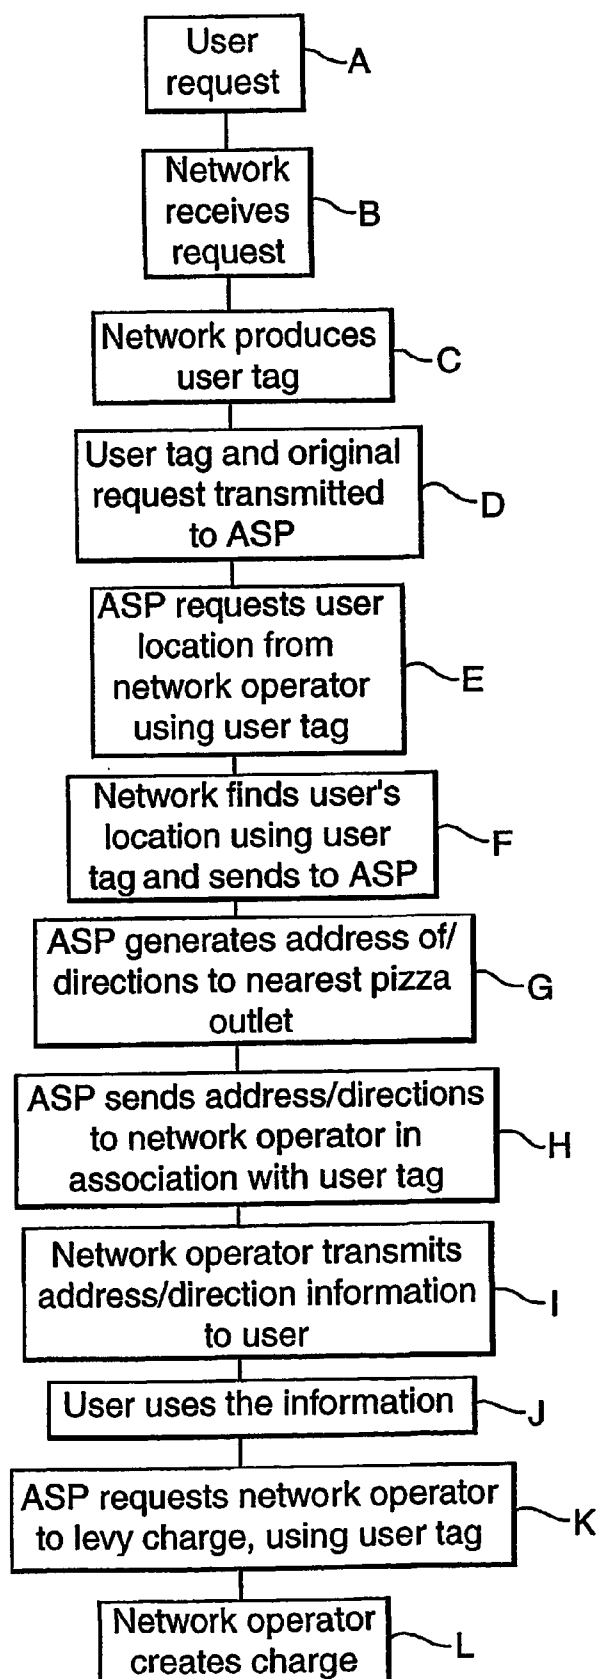 User
request
A
Network
receives
request
B
Network produces
user tag
C
User tag and original
request transmitted
to ASP
D
ASP requests user
location from
network operator
using user tag
E
Network finds user's
location using user
tag and sends to ASP
F
ASP generates address of/
directions to nearest pizza
outlet
G
ASP sends address/directions
to network operator in
association with user tag
H
Network operator transmits
address/direction information
to user
I
User uses the information
J
ASP requests network operator
to levy charge, using user tag
K
Network operator
creates charge
L